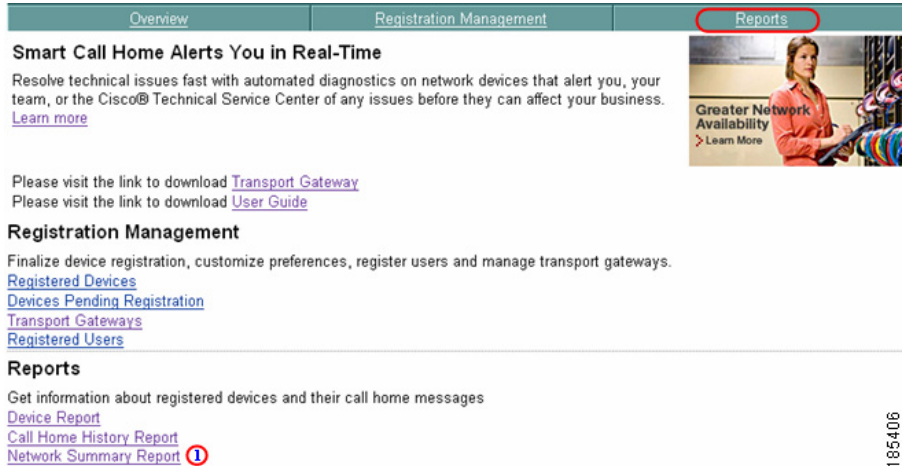 Overview
Registration Management
Reports
Smart Call Home Alerts You in Real-Time
Resolve technical issues fast with automated diagnostics on network devices that alert you, your
team, or the Cisco® Technical Service Center of any issues before they can affect your business.
Learn more
Greater Network
Availability
Learn More
Please visit the link to download Transport Gateway
Please visit the link to download User Guide
Registration Management
Finalize device registration, customize preferences, register users and manage transport gateways.
Registered Devices
Devices Pending Registration
Transport Gateways
Registered Users
Reports
Get information about registered devices and their call home messages
Device Report
Call Home History Report
Network Summary Report 1
185406